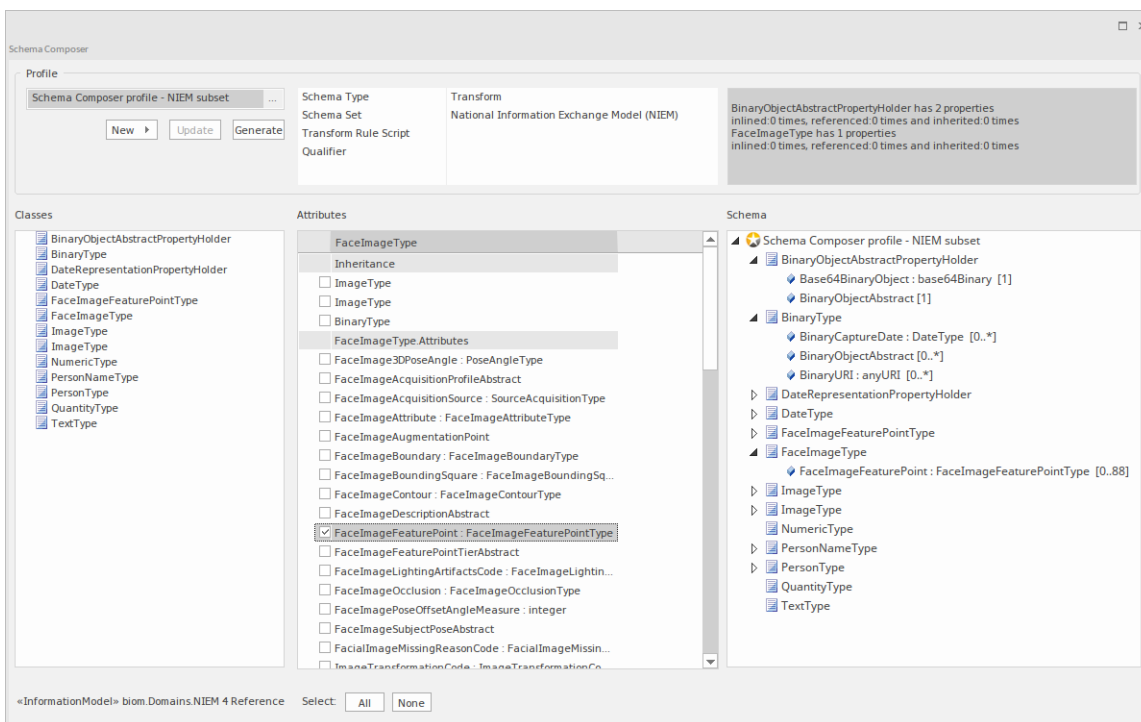 Schema Composer
Profile
Schema Composer profile - NIEM subset ...
New Update Generate
Schema Type Transform
Schema Set National Information Exchange Model (NIEM)
Transform Rule Script
Qualifier
BinaryObjectAbstractPropertyHolder has 2 properties
inlined:0 times, referenced:0 times and inherited:0 times
FaceImageType has 1 properties
inlined:0 times, referenced:0 times and inherited:0 times
Classes
BinaryObjectAbstractPropertyHolder
BinaryType
DateRepresentationPropertyHolder
DateType
FaceImageFeaturePointType
FaceImageType
ImageType
ImageType
NumericType
PersonNameType
PersonType
QuantityType
TextType
Attributes
FaceImageType
Inheritance
ImageType
ImageType
BinaryType
FaceImageType.Attributes
FaceImage3DPoseAngle : PoseAngleType
FaceImageAcquisitionProfileAbstract
FaceImageAcquisitionSource : SourceAcquisitionType
FaceImageAttribute : FaceImageAttributeType
FaceImageAugmentationPoint
FaceImageBoundary : FaceImageBoundaryType
FaceImageBoundingSquare : FaceImageBoundingSq...
FaceImageContour : FaceImageContourType
FaceImageDescriptionAbstract
FaceImageFeaturePoint : FaceImageFeaturePointType
FaceImageFeaturePointTierAbstract
FaceImageLightingArtifactsCode : FaceImageLightin...
FaceImageOcclusion : FaceImageOcclusionType
FaceImagePoseOffsetAngleMeasure : integer
FaceImageSubjectPoseAbstract
FacialImageMissingReasonCode : FacialImageMissin...
ImageTransformationCode : ImageTransformationCo...
Schema
Schema Composer profile - NIEM subset
BinaryObjectAbstractPropertyHolder
Base64BinaryObject : base64Binary [1]
BinaryObjectAbstract [1]
BinaryType
BinaryCaptureDate : DateType [0..*]
BinaryObjectAbstract [0..*]
BinaryURI : anyURI [0..*]
DateRepresentationPropertyHolder
DateType
FaceImageFeaturePointType
FaceImageType
FaceImageFeaturePoint : FaceImageFeaturePointType [0..88]
ImageType
ImageType
NumericType
PersonNameType
PersonType
QuantityType
TextType
«InformationModel» biom.Domains.NIEM 4 Reference Select: All None